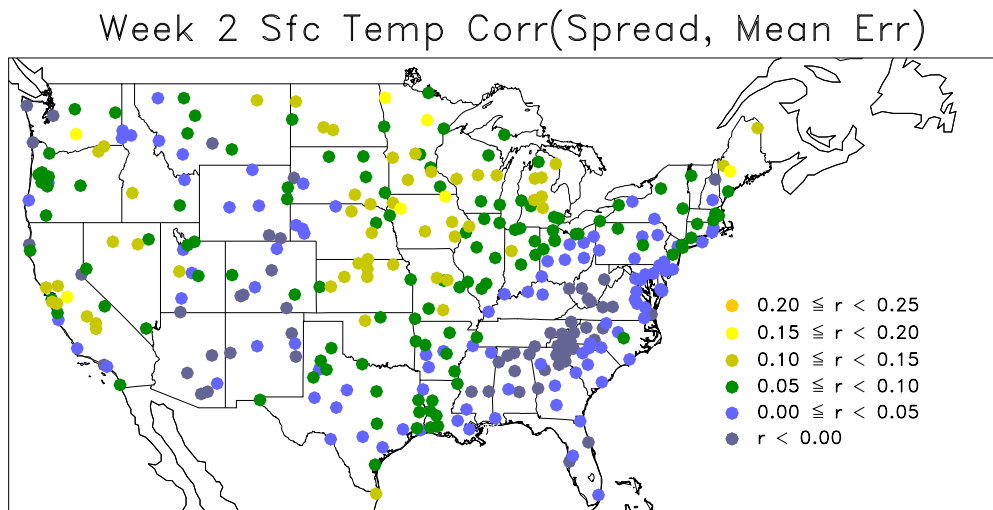 Week 2 Sfc Temp Corr(Spread, Mean Err)
0.20 ≦ r < 0.25
0.15 ≦ r < 0.20
0.10 ≦ r < 0.15
0.05 ≦ r < 0.10
0.00 ≦ r < 0.05
r < 0.00